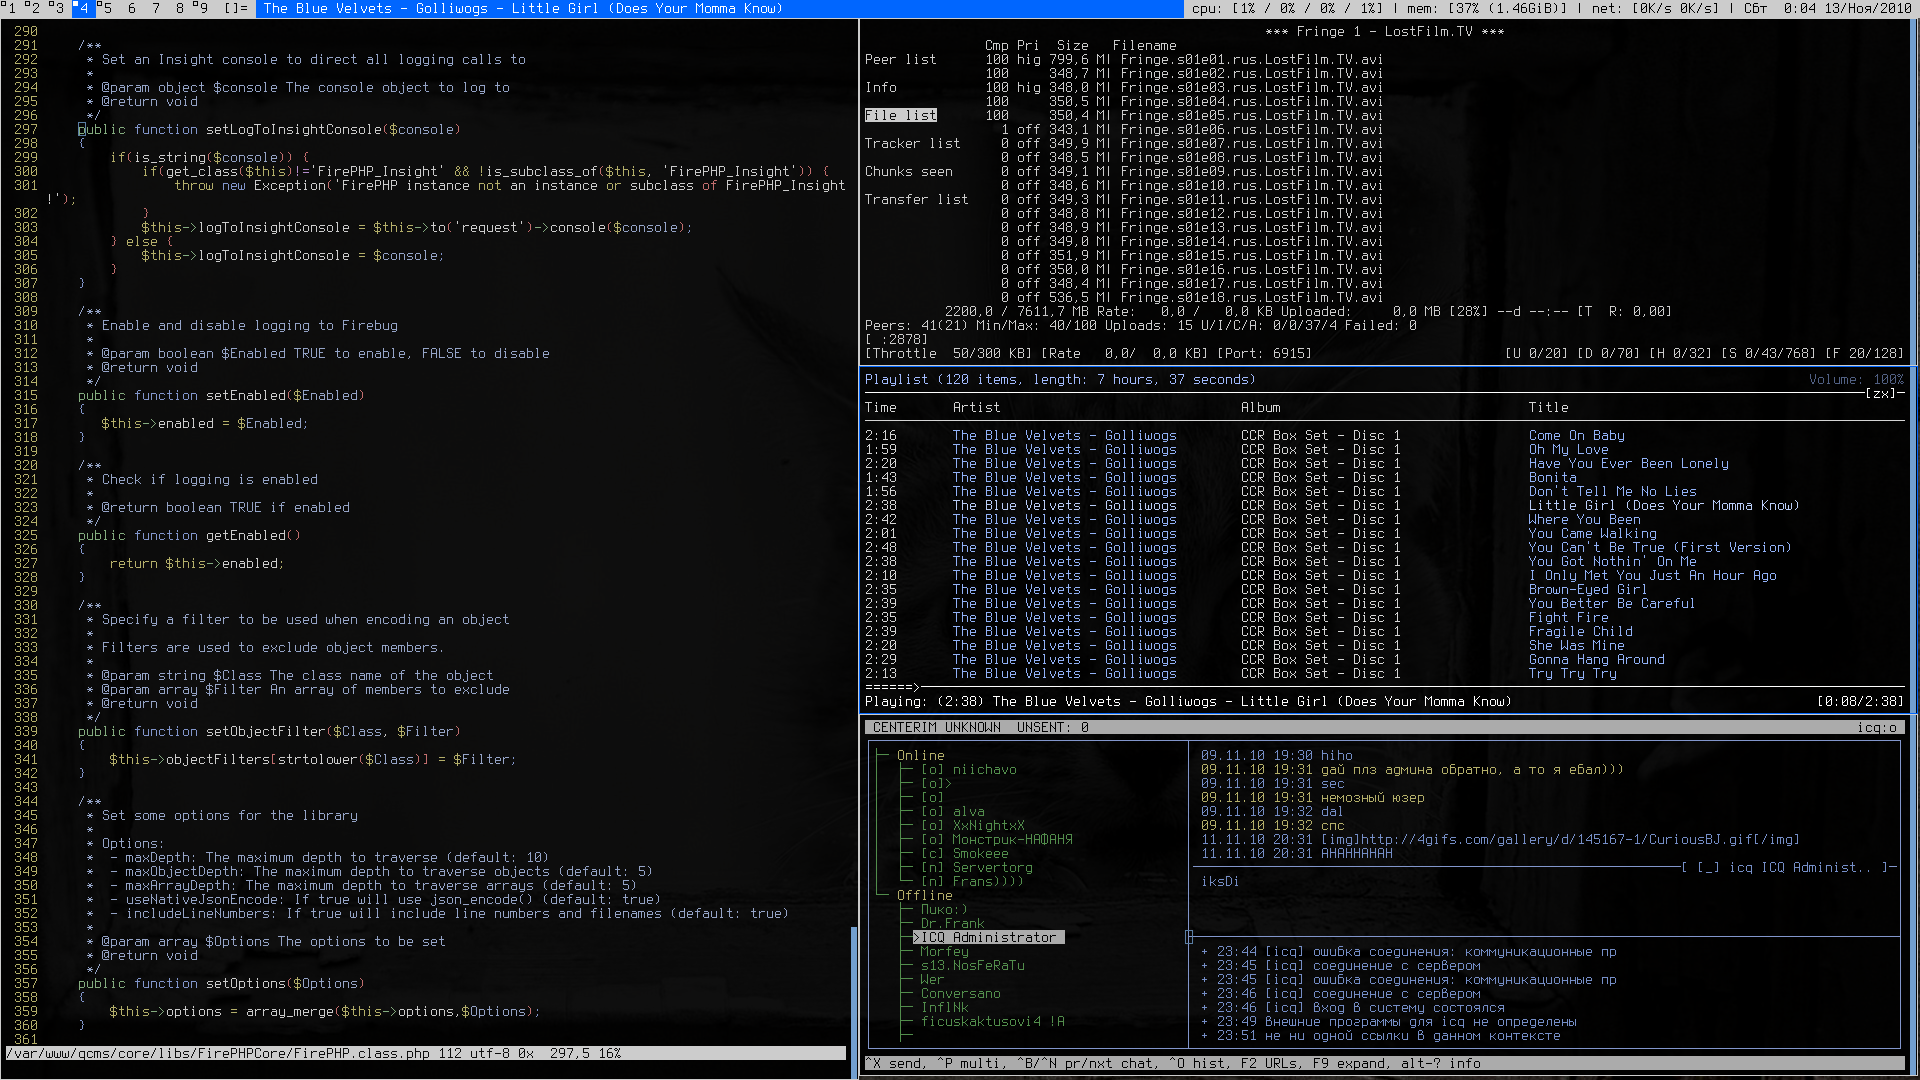 1 2 3 4 5 6 7 8 9 []= The Blue Velvets - Golliwogs - Little Girl (Does Your Momma Know) cpu: [1% / 0% / 0% / 1%] | mem: [37% (1.46GiB)] | net: [0K/s 0K/s] | Сбт 0:04 13/Ноя/2010
290
291 /**
292 * Set an Insight console to direct all logging calls to
293 *
294 * @param object $console The console object to log to
295 * @return void
296 */
297 public function setLogToInsightConsole($console)
298 {
299 if(is_string($console)) {
300 if(get_class($this)!='FirePHP_Insight' && !is_subclass_of($this, 'FirePHP_Insight')) {
301 throw new Exception('FirePHP instance not an instance or subclass of FirePHP_Insight
!');
302 }
303 $this->logToInsightConsole = $this->to('request')->console($console);
304 } else {
305 $this->logToInsightConsole = $console;
306 }
307 }
308
309 /**
310 * Enable and disable logging to Firebug
311 *
312 * @param boolean $Enabled TRUE to enable, FALSE to disable
313 * @return void
314 */
315 public function setEnabled($Enabled)
316 {
317 $this->enabled = $Enabled;
318 }
319
320 /**
321 * Check if logging is enabled
322 *
323 * @return boolean TRUE if enabled
324 */
325 public function getEnabled()
326 {
327 return $this->enabled;
328 }
329
330 /**
331 * Specify a filter to be used when encoding an object
332 *
333 * Filters are used to exclude object members.
334 *
335 * @param string $Class The class name of the object
336 * @param array $Filter An array of members to exclude
337 * @return void
338 */
339 public function setObjectFilter($Class, $Filter)
340 {
341 $this->objectFilters[strtolower($Class)] = $Filter;
342 }
343
344 /**
345 * Set some options for the library
346 *
347 * Options:
348 * - maxDepth: The maximum depth to traverse (default: 10)
349 * - maxObjectDepth: The maximum depth to traverse objects (default: 5)
350 * - maxArrayDepth: The maximum depth to traverse arrays (default: 5)
351 * - useNativeJsonEncode: If true will use json_encode() (default: true)
352 * - includeLineNumbers: If true will include line numbers and filenames (default: true)
353 *
354 * @param array $Options The options to be set
355 * @return void
356 */
357 public function setOptions($Options)
358 {
359 $this->options = array_merge($this->options,$Options);
360 }
361
/var/www/qcms/core/libs/FirePHPCore/FirePHP.class.php 112 utf-8 0x 297,5 16%
*** Fringe 1 - LostFilm.TV ***
Cmp Pri Size Filename
Peer list 100 hig 799,6 M| Fringe.s01e01.rus.LostFilm.TV.avi
100 348,7 M| Fringe.s01e02.rus.LostFilm.TV.avi
Info 100 hig 348,0 M| Fringe.s01e03.rus.LostFilm.TV.avi
100 350,5 M| Fringe.s01e04.rus.LostFilm.TV.avi
File list 100 350,4 M| Fringe.s01e05.rus.LostFilm.TV.avi
1 off 343,1 M| Fringe.s01e06.rus.LostFilm.TV.avi
Tracker list 0 off 349,9 M| Fringe.s01e07.rus.LostFilm.TV.avi
0 off 348,5 M| Fringe.s01e08.rus.LostFilm.TV.avi
Chunks seen 0 off 349,1 M| Fringe.s01e09.rus.LostFilm.TV.avi
0 off 348,6 M| Fringe.s01e10.rus.LostFilm.TV.avi
Transfer list 0 off 349,3 M| Fringe.s01e11.rus.LostFilm.TV.avi
0 off 348,8 M| Fringe.s01e12.rus.LostFilm.TV.avi
0 off 348,9 M| Fringe.s01e13.rus.LostFilm.TV.avi
0 off 349,0 M| Fringe.s01e14.rus.LostFilm.TV.avi
0 off 351,9 M| Fringe.s01e15.rus.LostFilm.TV.avi
0 off 350,0 M| Fringe.s01e16.rus.LostFilm.TV.avi
0 off 348,4 M| Fringe.s01e17.rus.LostFilm.TV.avi
0 off 536,5 M| Fringe.s01e18.rus.LostFilm.TV.avi
2200,0 / 7611,7 MB Rate: 0,0 / 0,0 KB Uploaded: 0,0 MB [28%] --d --:-- [T R: 0,00]
Peers: 41(21) Min/Max: 40/100 Uploads: 15 U/I/C/A: 0/0/37/4 Failed: 0
[ :2878]
[Throttle 50/300 KB] [Rate 0,0/ 0,0 KB] [Port: 6915] [U 0/20] [D 0/70] [H 0/32] [S 0/43/768] [F 20/128]
Playlist (120 items, length: 7 hours, 37 seconds) Volume: 100%
[zx]
Time Artist Album Title
2:16 The Blue Velvets - Golliwogs CCR Box Set - Disc 1 Come On Baby
1:59 The Blue Velvets - Golliwogs CCR Box Set - Disc 1 Oh My Love
2:20 The Blue Velvets - Golliwogs CCR Box Set - Disc 1 Have You Ever Been Lonely
1:43 The Blue Velvets - Golliwogs CCR Box Set - Disc 1 Bonita
1:56 The Blue Velvets - Golliwogs CCR Box Set - Disc 1 Don't Tell Me No Lies
2:38 The Blue Velvets - Golliwogs CCR Box Set - Disc 1 Little Girl (Does Your Momma Know)
2:42 The Blue Velvets - Golliwogs CCR Box Set - Disc 1 Where You Been
2:01 The Blue Velvets - Golliwogs CCR Box Set - Disc 1 You Came Walking
2:48 The Blue Velvets - Golliwogs CCR Box Set - Disc 1 You Can't Be True (First Version)
2:38 The Blue Velvets - Golliwogs CCR Box Set - Disc 1 You Got Nothin' On Me
2:10 The Blue Velvets - Golliwogs CCR Box Set - Disc 1 I Only Met You Just An Hour Ago
2:35 The Blue Velvets - Golliwogs CCR Box Set - Disc 1 Brown-Eyed Girl
2:39 The Blue Velvets - Golliwogs CCR Box Set - Disc 1 You Better Be Careful
2:35 The Blue Velvets - Golliwogs CCR Box Set - Disc 1 Fight Fire
2:39 The Blue Velvets - Golliwogs CCR Box Set - Disc 1 Fragile Child
2:20 The Blue Velvets - Golliwogs CCR Box Set - Disc 1 She Was Mine
2:29 The Blue Velvets - Golliwogs CCR Box Set - Disc 1 Gonna Hang Around
2:13 The Blue Velvets - Golliwogs CCR Box Set - Disc 1 Try Try Try
======>
Playing: (2:38) The Blue Velvets - Golliwogs - Little Girl (Does Your Momma Know) [0:08/2:38]
CENTERIM UNKNOWN UNSENT: 0 icq:o
Online
[o] niichavo
[o]>
[o]
[o] alva
[o] XxNightxX
[o] Монстрик-НАФАНЯ
[c] Smokeee
[n] Servertorg
[n] Frans))))
Offline
Пико:)
Dr.Frank
>ICQ Administrator
Morfey
s13.NosFeRaTu
Wer
Conversano
InflNk
ficuskaktusovi4 !A
09.11.10 19:30 hiho
09.11.10 19:31 дай плз админа обратно, а то я ебал)))
09.11.10 19:31 sec
09.11.10 19:31 немозный юзер
09.11.10 19:32 dal
09.11.10 19:32 спс
11.11.10 20:31 [img]http://4gifs.com/gallery/d/145167-1/CuriousBJ.gif[/img]
11.11.10 20:31 AHAHHAHAH
[ [_] icq ICQ Administ.. ]
iksDi
+ 23:44 [icq] ошибка соединения: коммуникационные пр
+ 23:45 [icq] соединение с сервером
+ 23:45 [icq] ошибка соединения: коммуникационные пр
+ 23:46 [icq] соединение с сервером
+ 23:46 [icq] вход в систему состоялся
+ 23:49 Внешние программы для icq не определены
+ 23:51 не ни одной ссылки в данном контексте
^X send, ^P multi, ^B/^N pr/nxt chat, ^O hist, F2 URLs, F9 expand, alt-? info